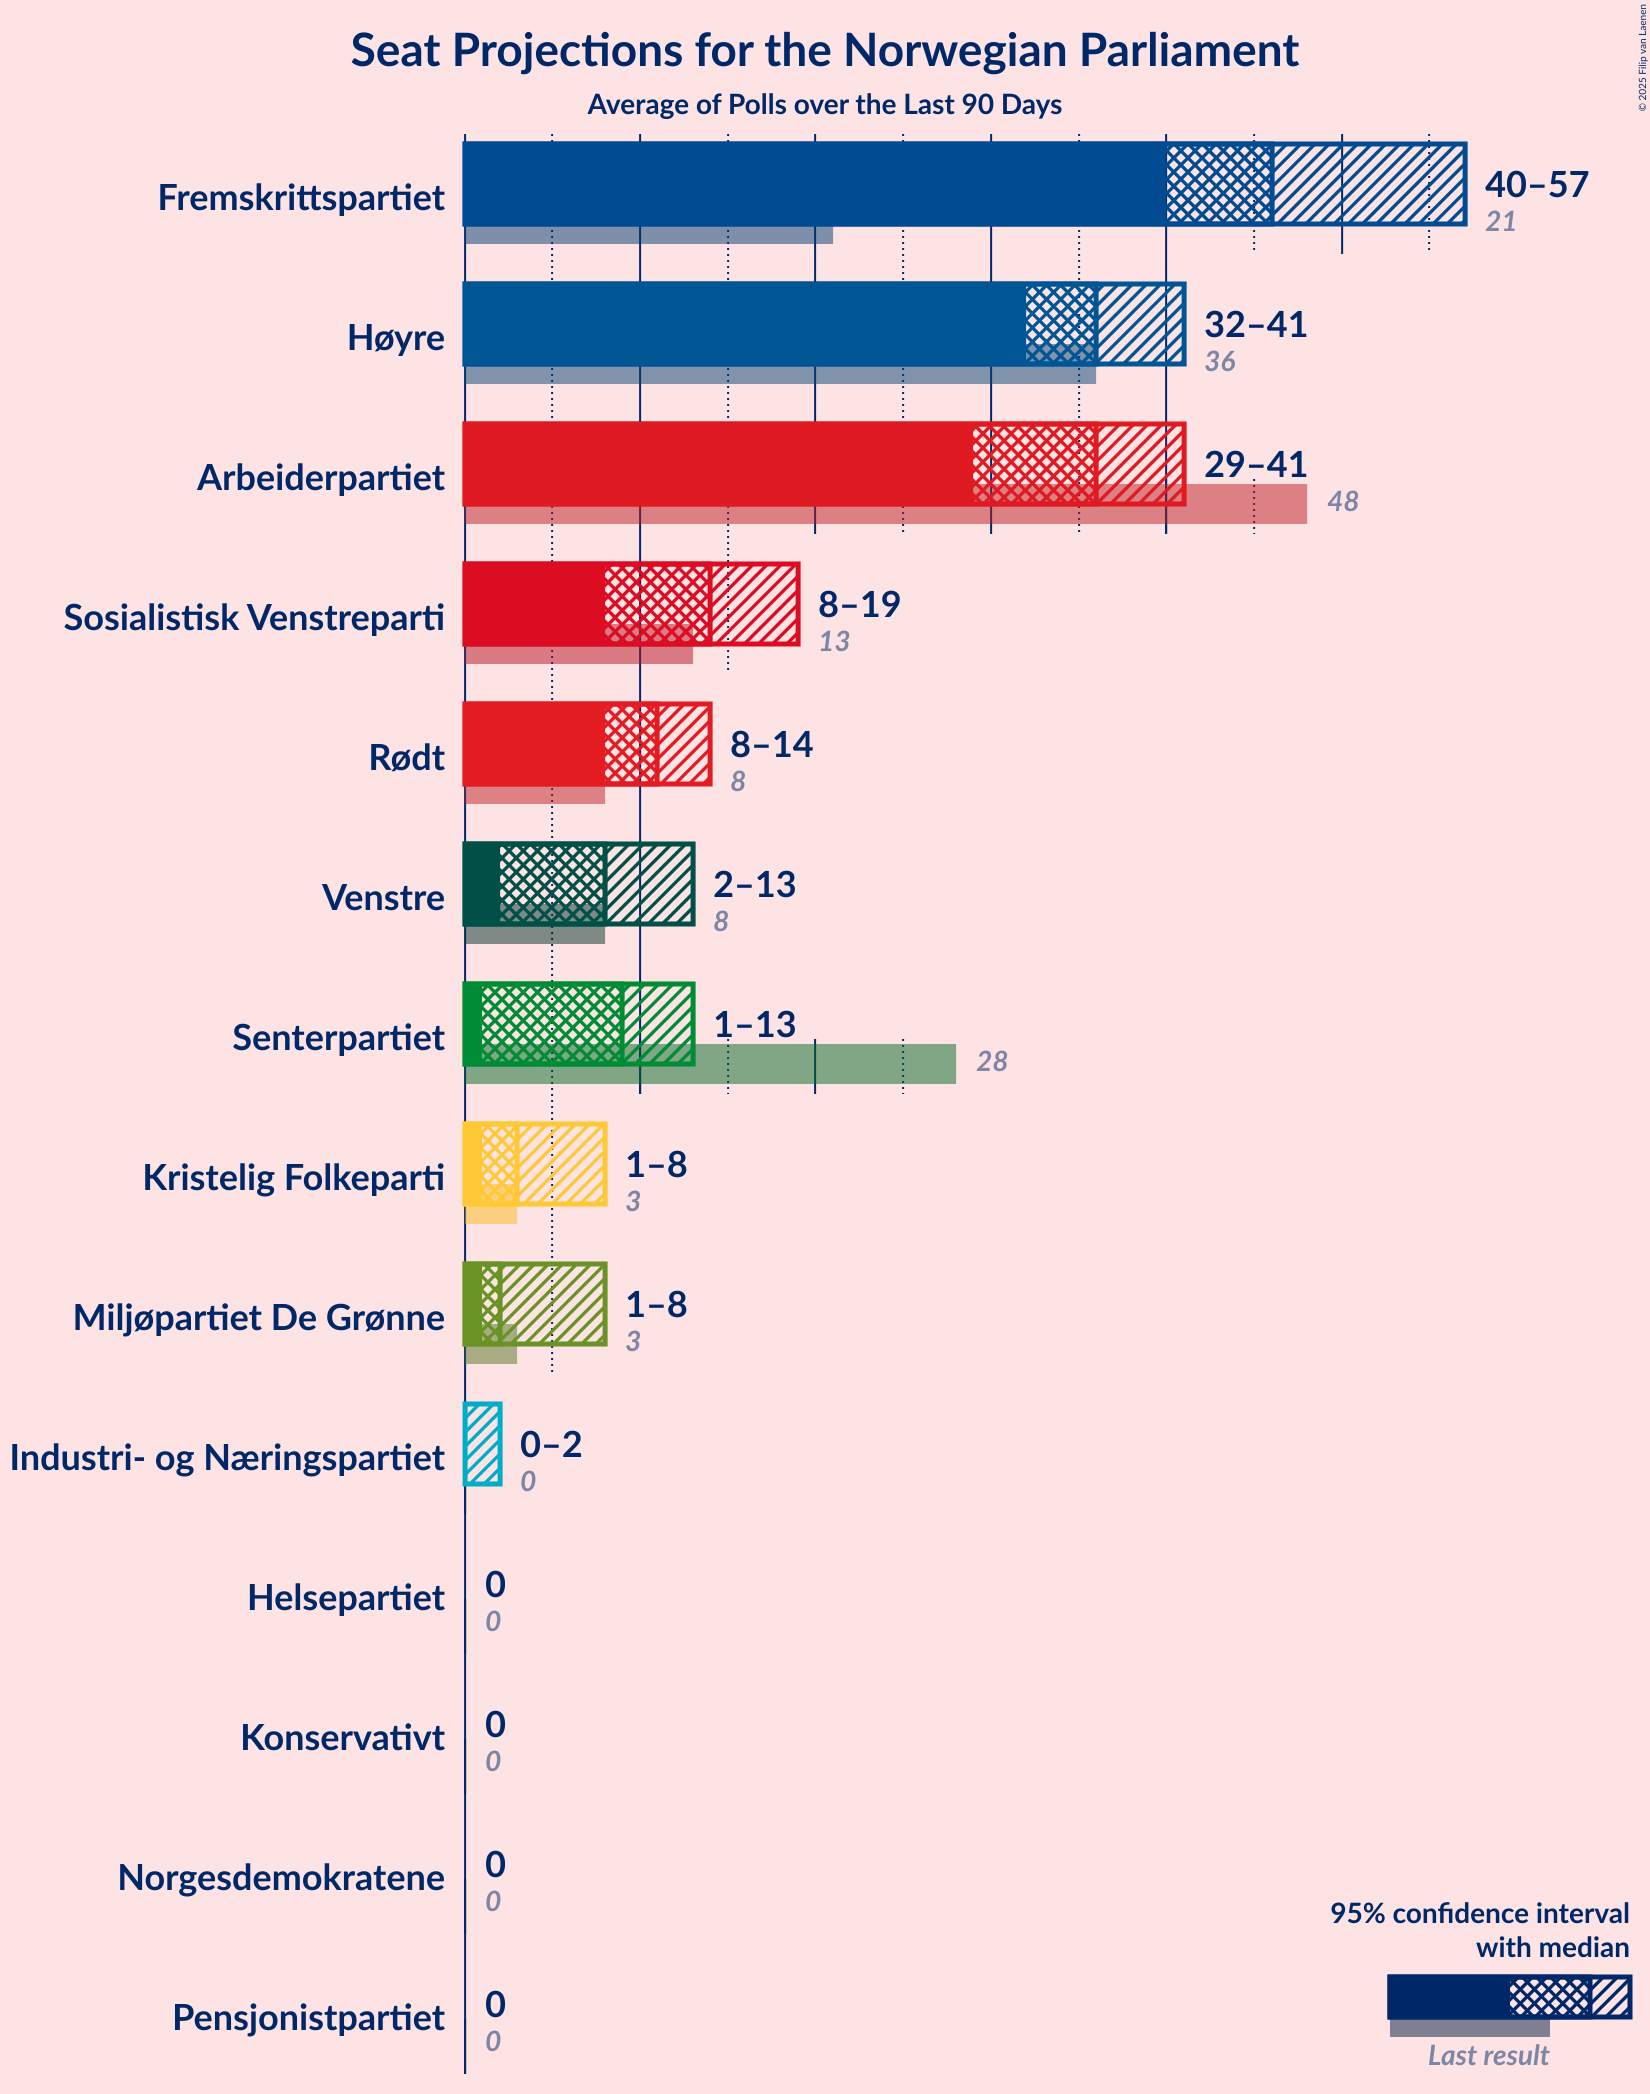 Seat Projections for the Norwegian Parliament
Average of Polls over the Last 90 Days
© 2025 Filip van Laenen
Fremskrittspartiet
40–57
21
Høyre
32–41
36
Arbeiderpartiet
29–41
48
Sosialistisk Venstreparti
8–19
13
Rødt
8–14
8
Venstre
2–13
8
Senterpartiet
1–13
28
Kristelig Folkeparti
1–8
3
Miljøpartiet De Grønne
1–8
3
Industri- og Næringspartiet
0–2
0
Helsepartiet
0
0
Konservativt
0
0
Norgesdemokratene
0
0
Pensjonistpartiet
0
0
95% confidence interval
with median
Last result